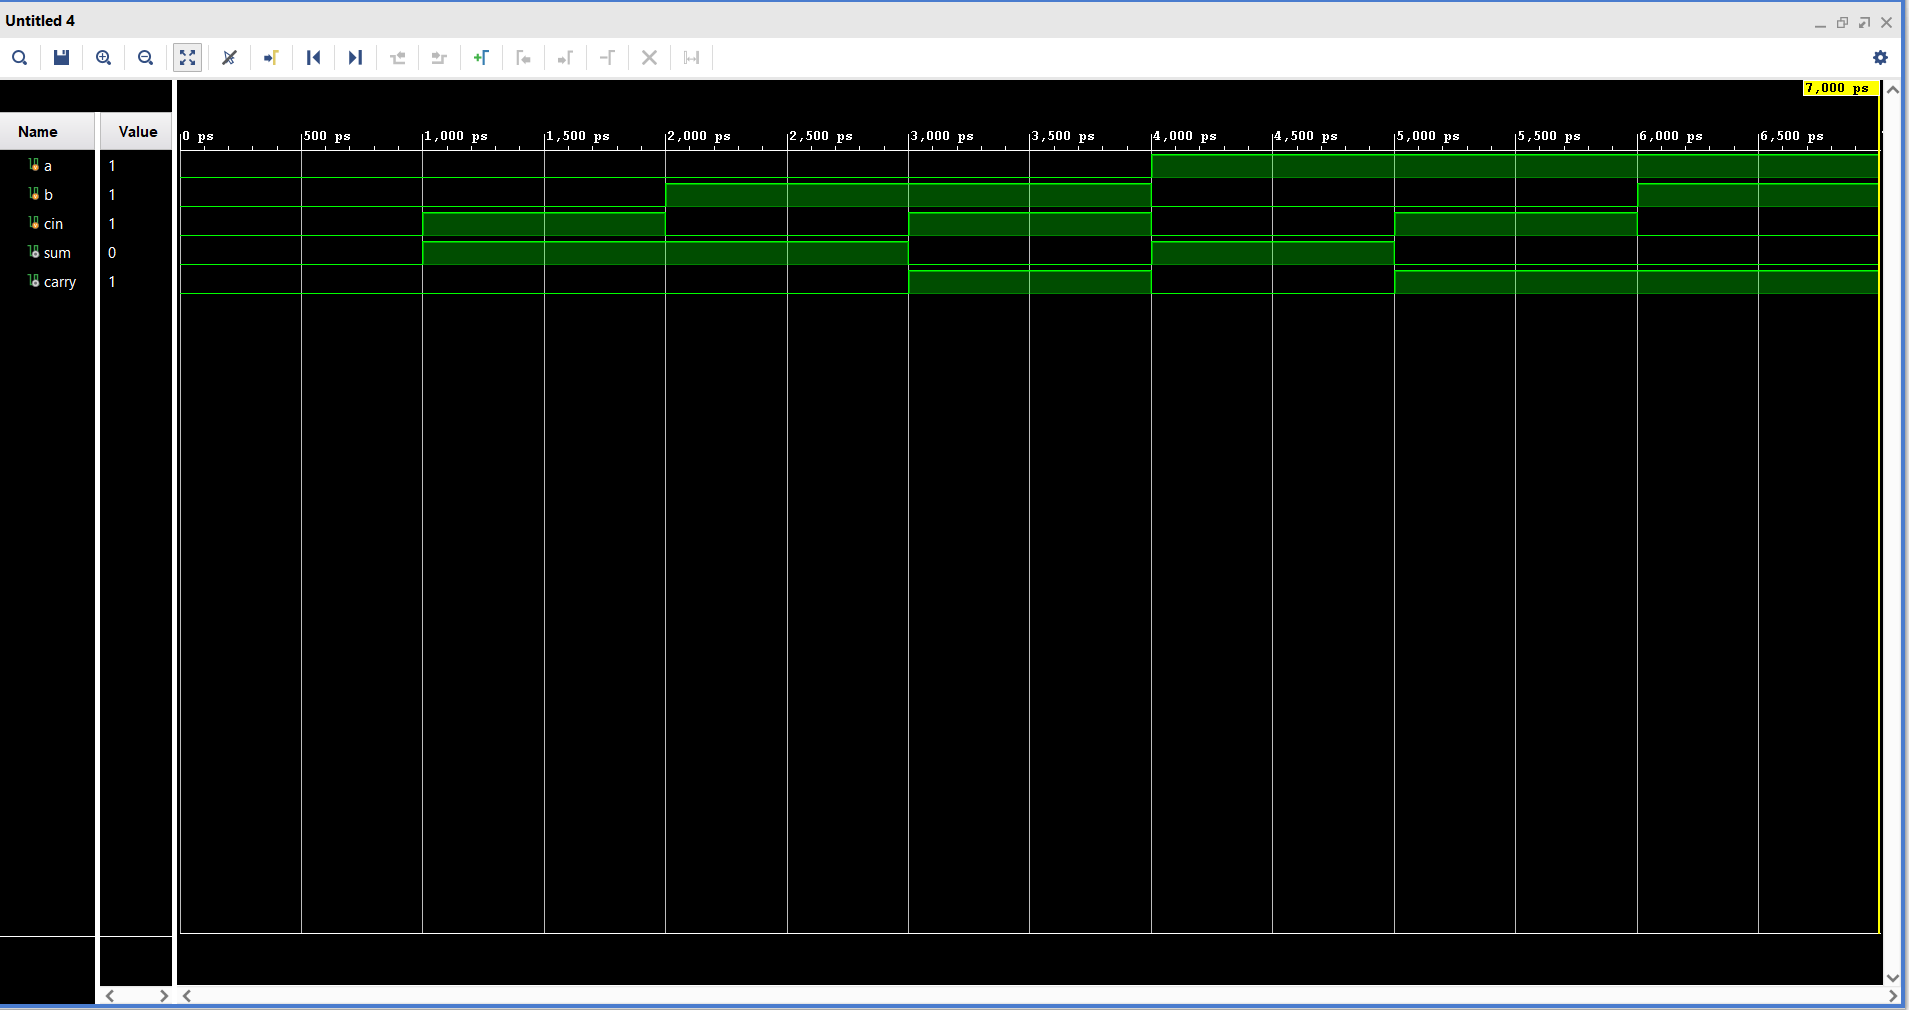 Untitled 4
7,000 ps
Name Value
0 ps 500 ps 1,000 ps 1,500 ps 2,000 ps 2,500 ps 3,000 ps 3,500 ps 4,000 ps 4,500 ps 5,000 ps 5,500 ps 6,000 ps 6,500 ps
a 1
b 1
cin 1
sum 0
carry 1